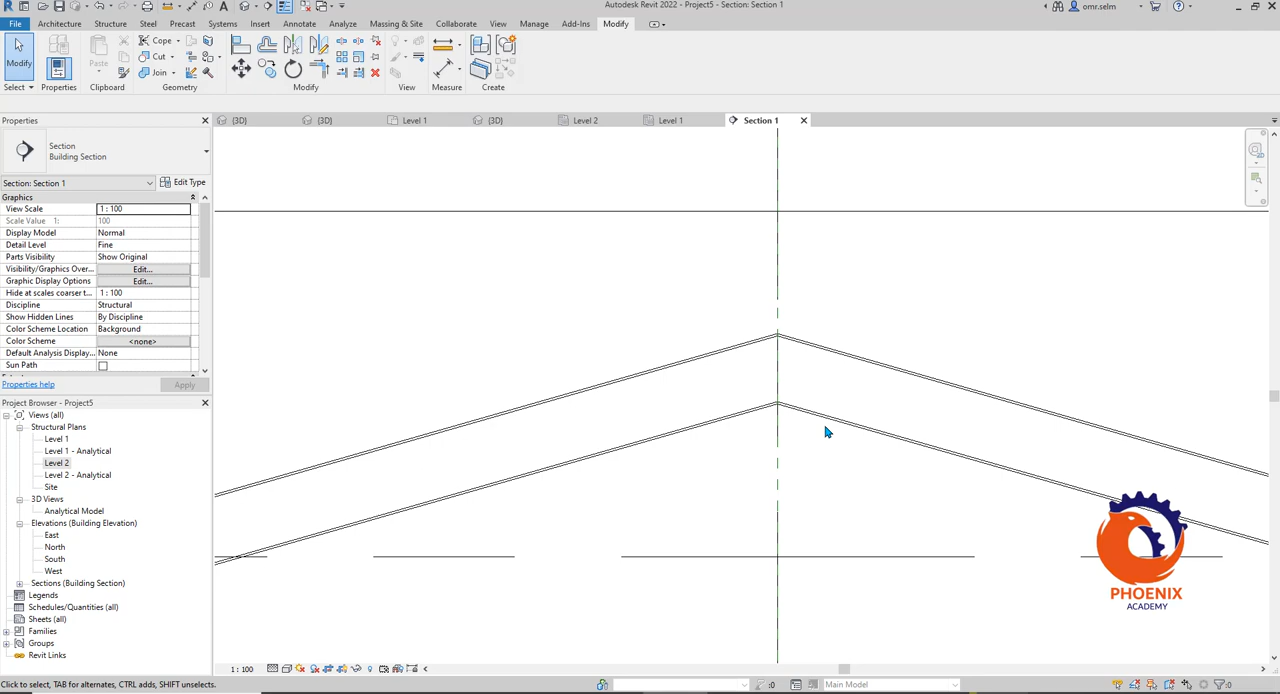 Autodesk Revit 2022 - Project5 - Section: Section 1
omr.selm
File Architecture Structure Steel Precast Systems Insert Annotate Analyze Massing & Site Collaborate View Manage Add-Ins Modify
Modify
Paste
Cope
Cut
Join
Select Properties Clipboard Geometry Modify View Measure Create
Properties
{3D} {3D} Level 1 {3D} Level 2 Level 1 Section 1
Section
Building Section
Section: Section 1 Edit Type
Graphics
View Scale 1 : 100
Scale Value 1: 100
Display Model Normal
Detail Level Fine
Parts Visibility Show Original
Visibility/Graphics Over... Edit...
Graphic Display Options Edit...
Hide at scales coarser t... 1 : 100
Discipline Structural
Show Hidden Lines By Discipline
Color Scheme Location Background
Color Scheme <none>
Default Analysis Display... None
Sun Path
Properties help Apply
Project Browser - Project5
Views (all)
Structural Plans
Level 1
Level 1 - Analytical
Level 2
Level 2 - Analytical
Site
3D Views
Analytical Model
Elevations (Building Elevation)
East
North
South
West
Sections (Building Section)
Legends
Schedules/Quantities (all)
Sheets (all)
Families
Groups
Revit Links
PHOENIX
ACADEMY
1 : 100
Click to select, TAB for alternates, CTRL adds, SHIFT unselects.
:0
Main Model
:0